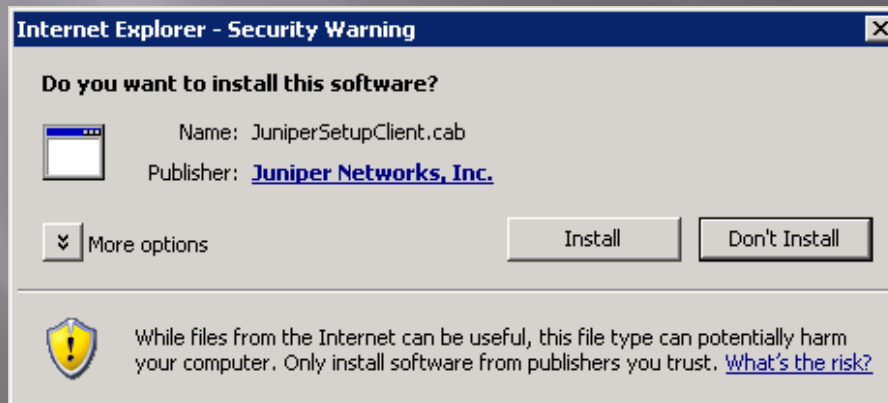 Internet Explorer - Security Warning
Do you want to install this software?
Name: JuniperSetupClient.cab
Publisher: Juniper Networks, Inc.
More options
Install
Don't Install
While files from the Internet can be useful, this file type can potentially harm
your computer. Only install software from publishers you trust. What's the risk?